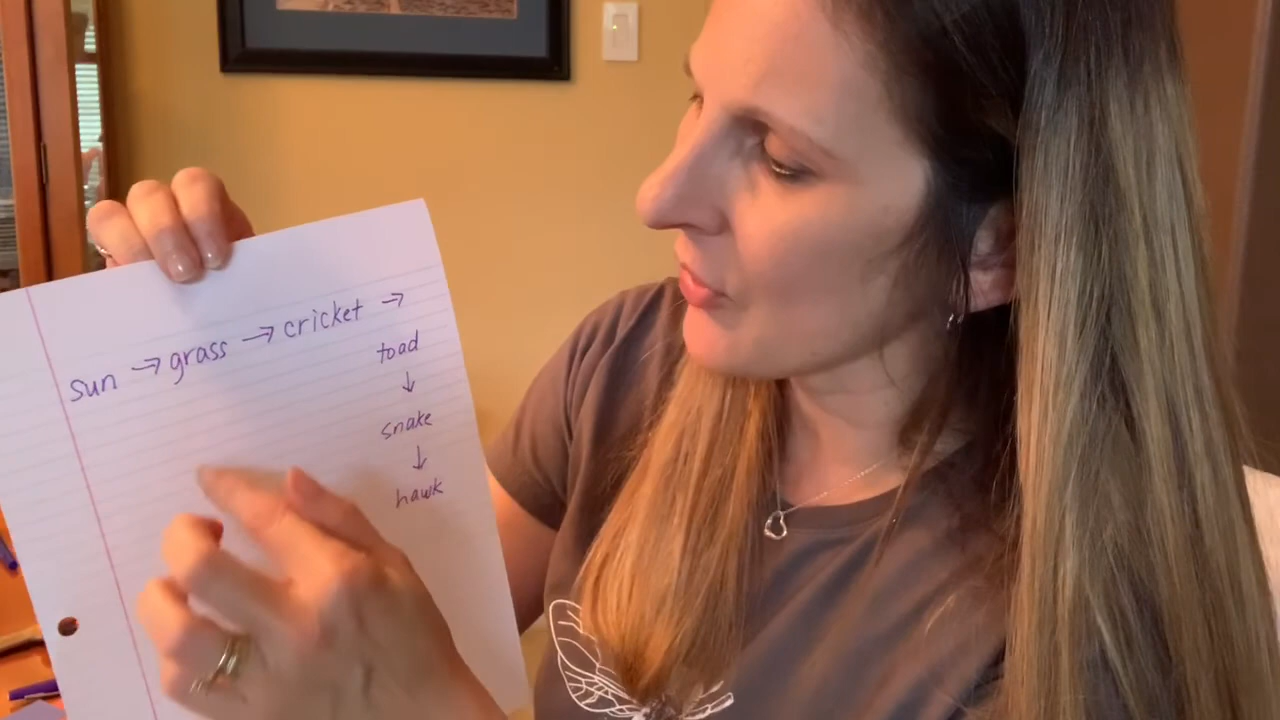 sun → grass → cricket →
toad
↓
snake
↓
hawk